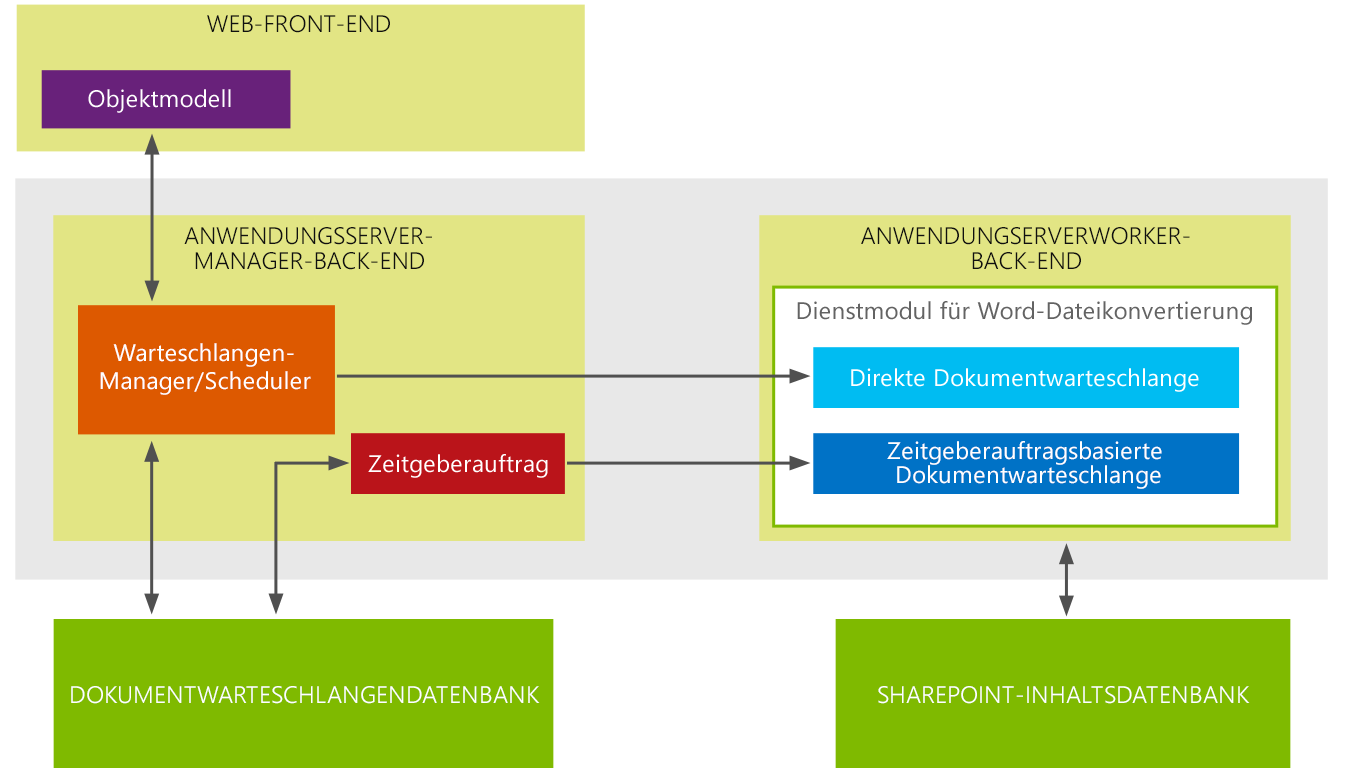 WEB-FRONT-END
Objektmodell
ANWENDUNGSSERVER-
MANAGER-BACK-END
Warteschlangen-
Manager/Scheduler
Zeitgeberauftrag
ANWENDUNGSERVERWORKER-
BACK-END
Dienstmodul für Word-Dateikonvertierung
Direkte Dokumentwarteschlange
Zeitgeberauftragsbasierte
Dokumentwarteschlange
DOKUMENTWARTESCHLANGENDATENBANK
SHAREPOINT-INHALTSDATENBANK